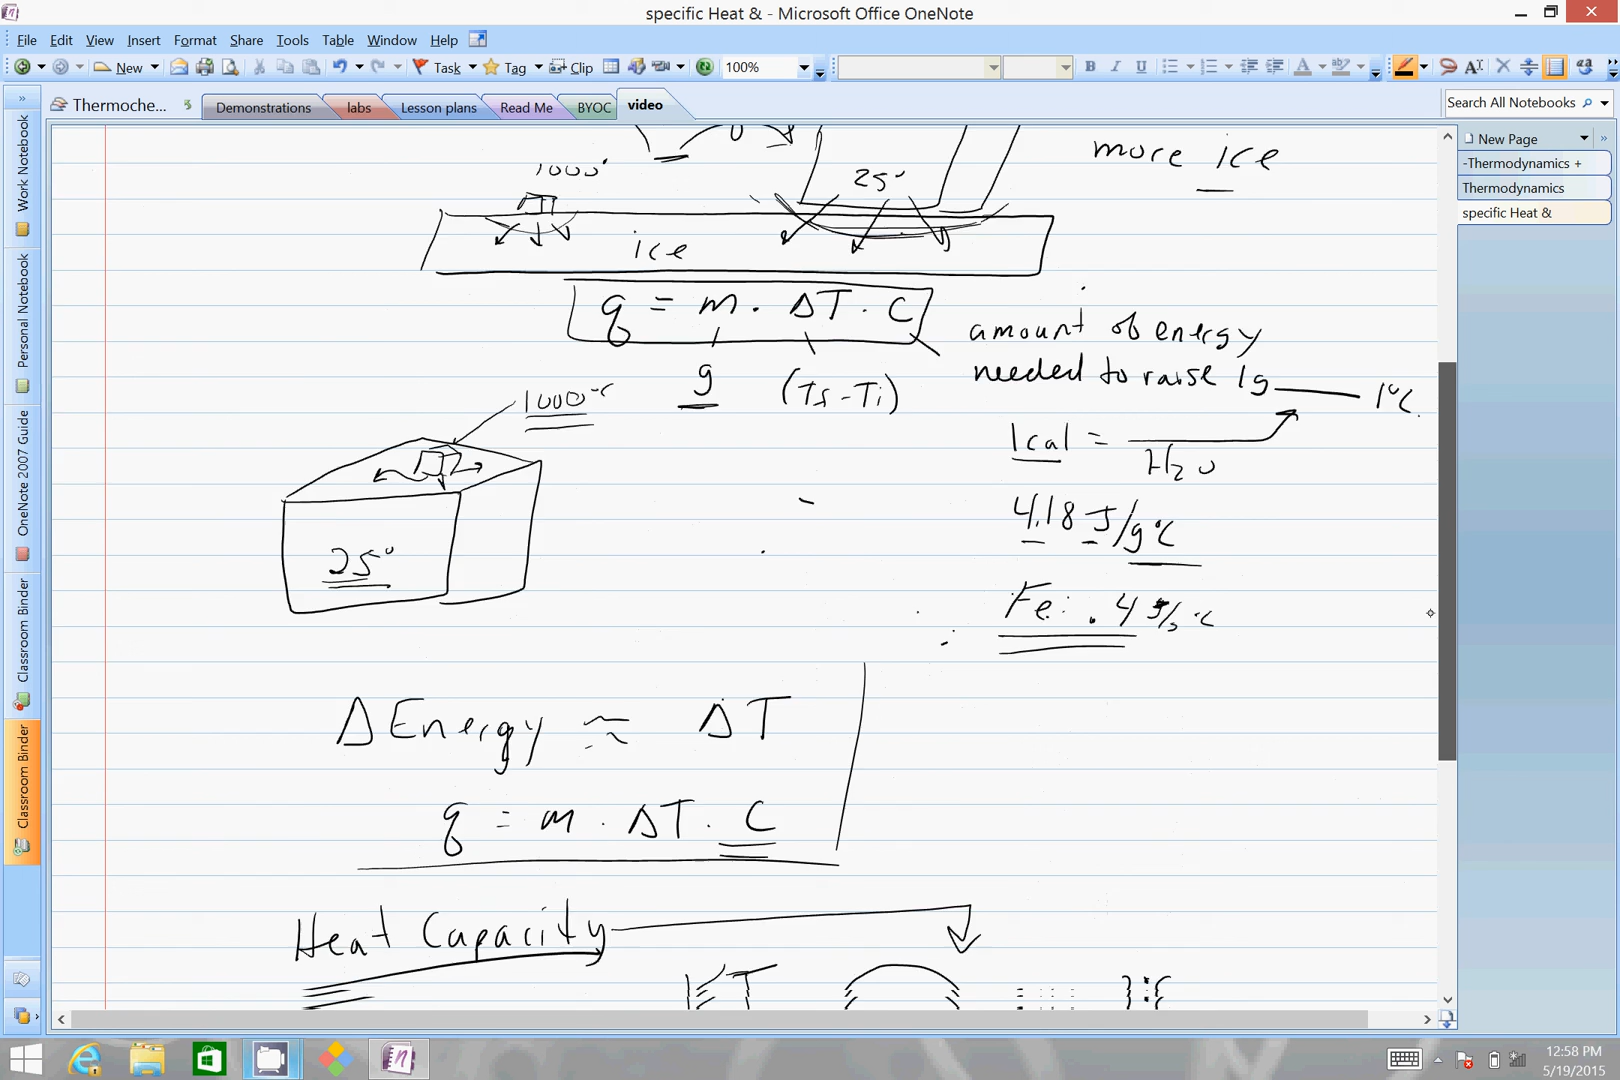 specific Heat & - Microsoft Office OneNote
File Edit View Insert Format Share Tools Table Window Help
New Task Tag Clip 100% B I U
Thermoche... Demonstrations labs Lesson plans Read Me BYOC video
Search All Notebooks
New Page
-Thermodynamics +
Thermodynamics
specific Heat &
Work Notebook
Personal Notebook
OneNote 2007 Guide
Classroom Binder
Classroom Binder
more ice
1000°
25°
ice
q = m · ΔT · C
g
(Tf - Ti)
amount of energy
needed to raise 1g 1°C.
1000°C
1cal =
H2O
4.18 J/g°C
25°
Fe: .4 J/g °C
ΔEnergy ≈ ΔT
q = m · ΔT · C
Heat Capacity
12:58 PM
5/19/2015